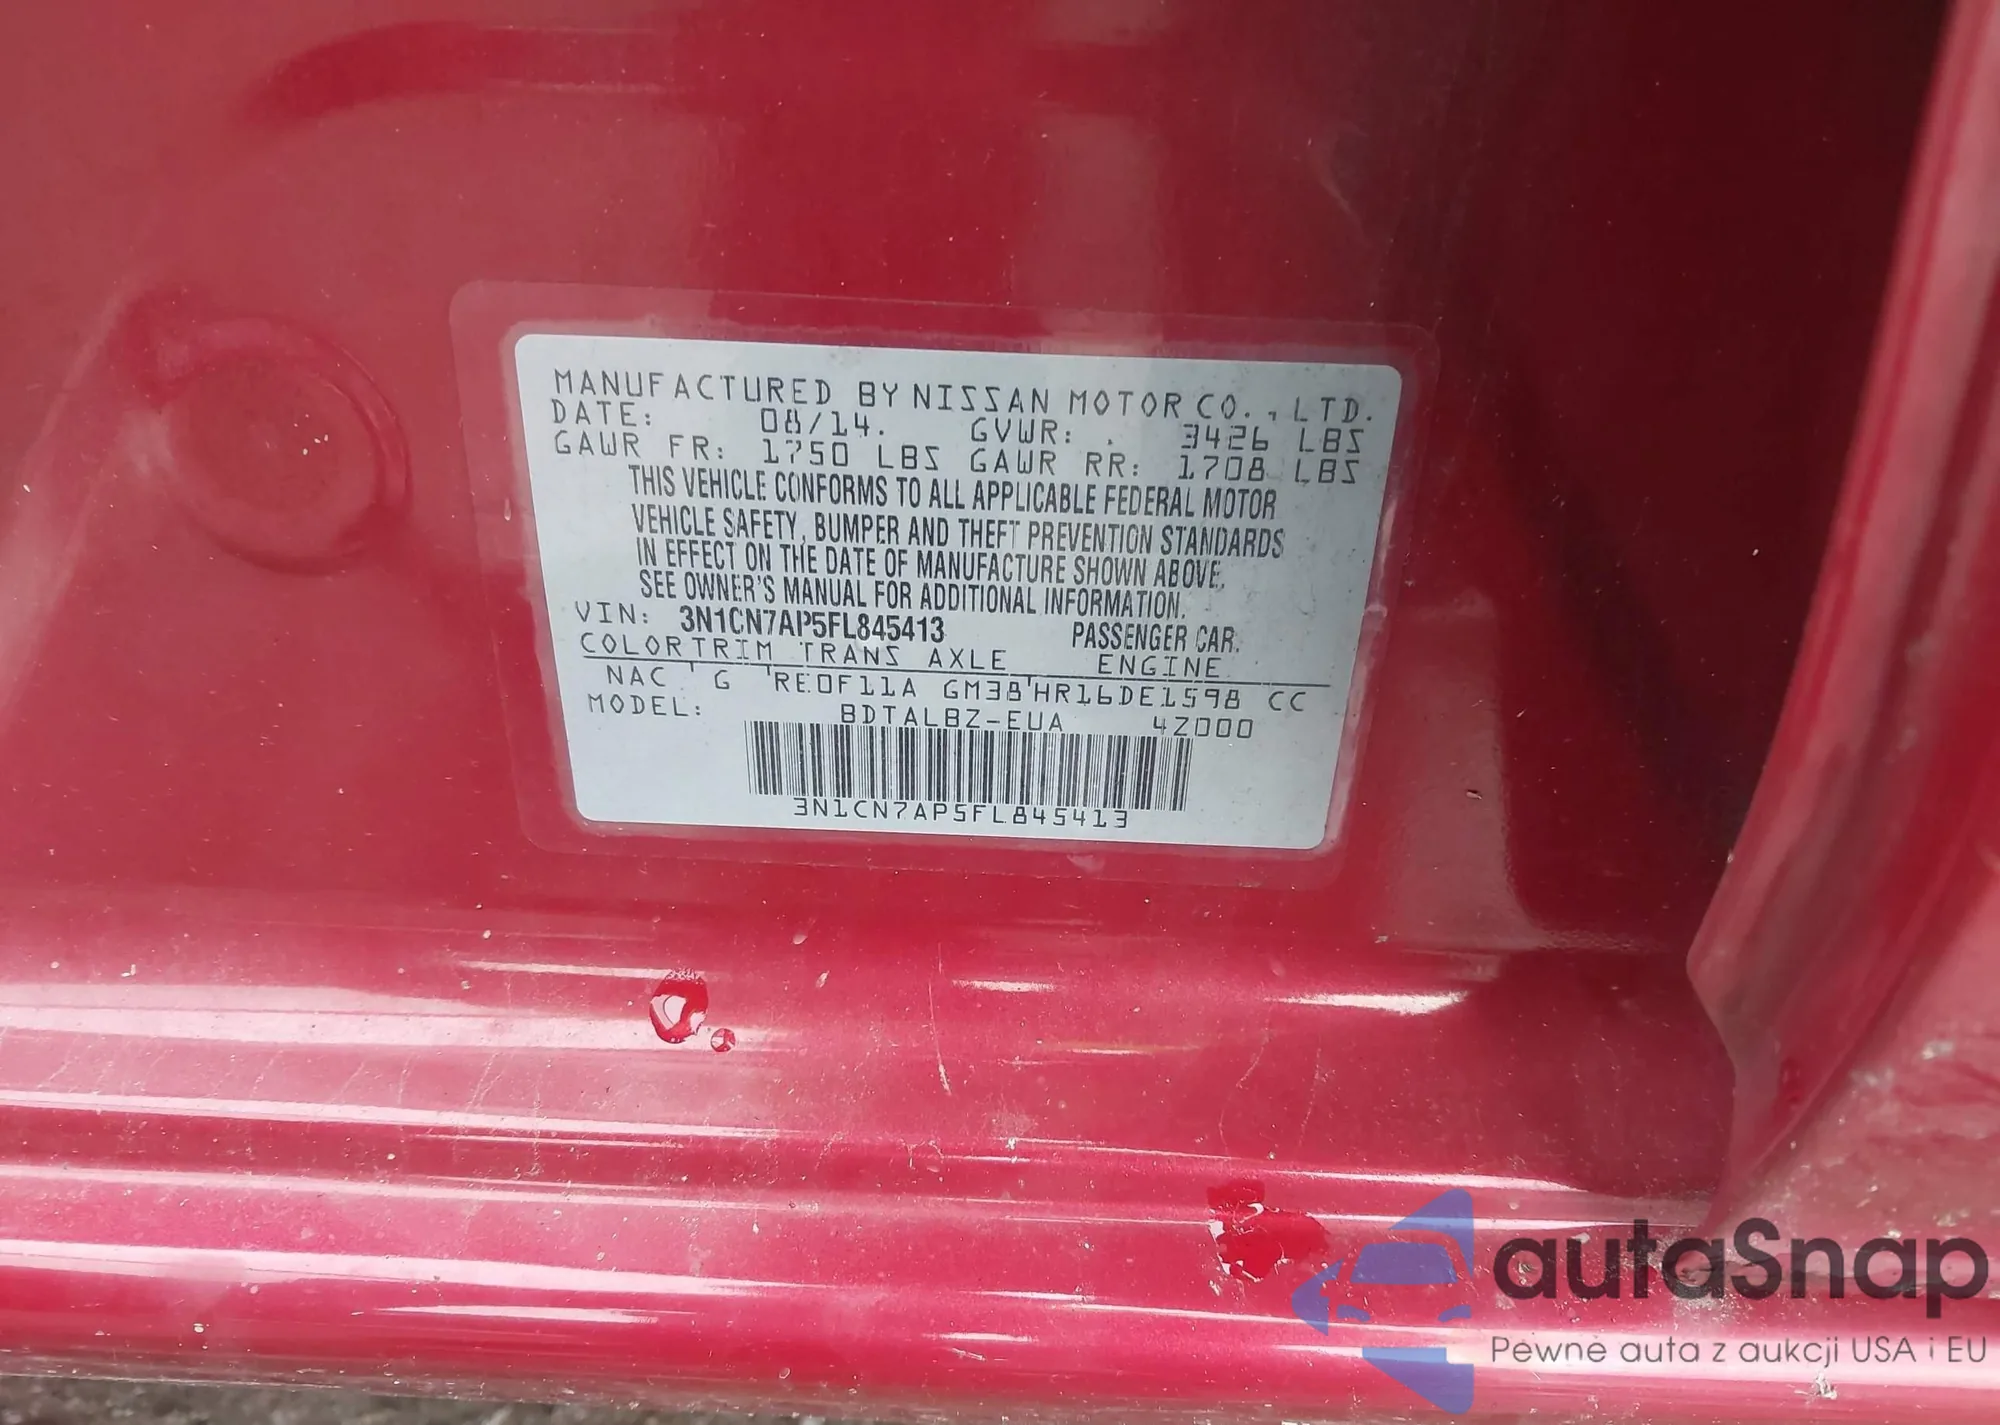 MANUFACTURED BY NISSAN MOTOR CO., LTD.
DATE: 08/14. GVWR: . 3426 LBS
GAWR FR: 1750 LBS GAWR RR: 1708 LBS
THIS VEHICLE CONFORMS TO ALL APPLICABLE FEDERAL MOTOR
VEHICLE SAFETY, BUMPER AND THEFT PREVENTION STANDARDS
IN EFFECT ON THE DATE OF MANUFACTURE SHOWN ABOVE.
SEE OWNER'S MANUAL FOR ADDITIONAL INFORMATION.
VIN: 3N1CN7AP5FL845413 PASSENGER CAR.
COLOR TRIM TRANS AXLE ENGINE
NAC G RE0F11A GM38 HR16DE1598 CC
MODEL: BDTALBZ-EUA 4Z000
3N1CN7AP5FL845413
autaSnap
Pewne auta z aukcji USA i EU